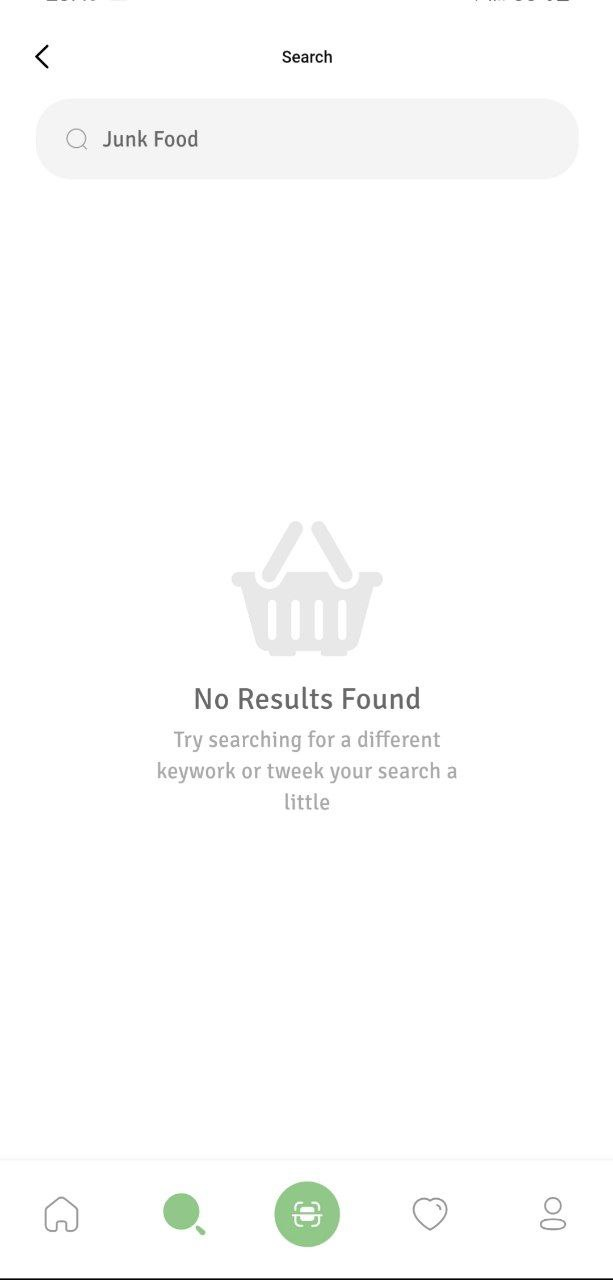 Search
Junk Food
No Results Found
Try searching for a different
keywork or tweek your search a
little